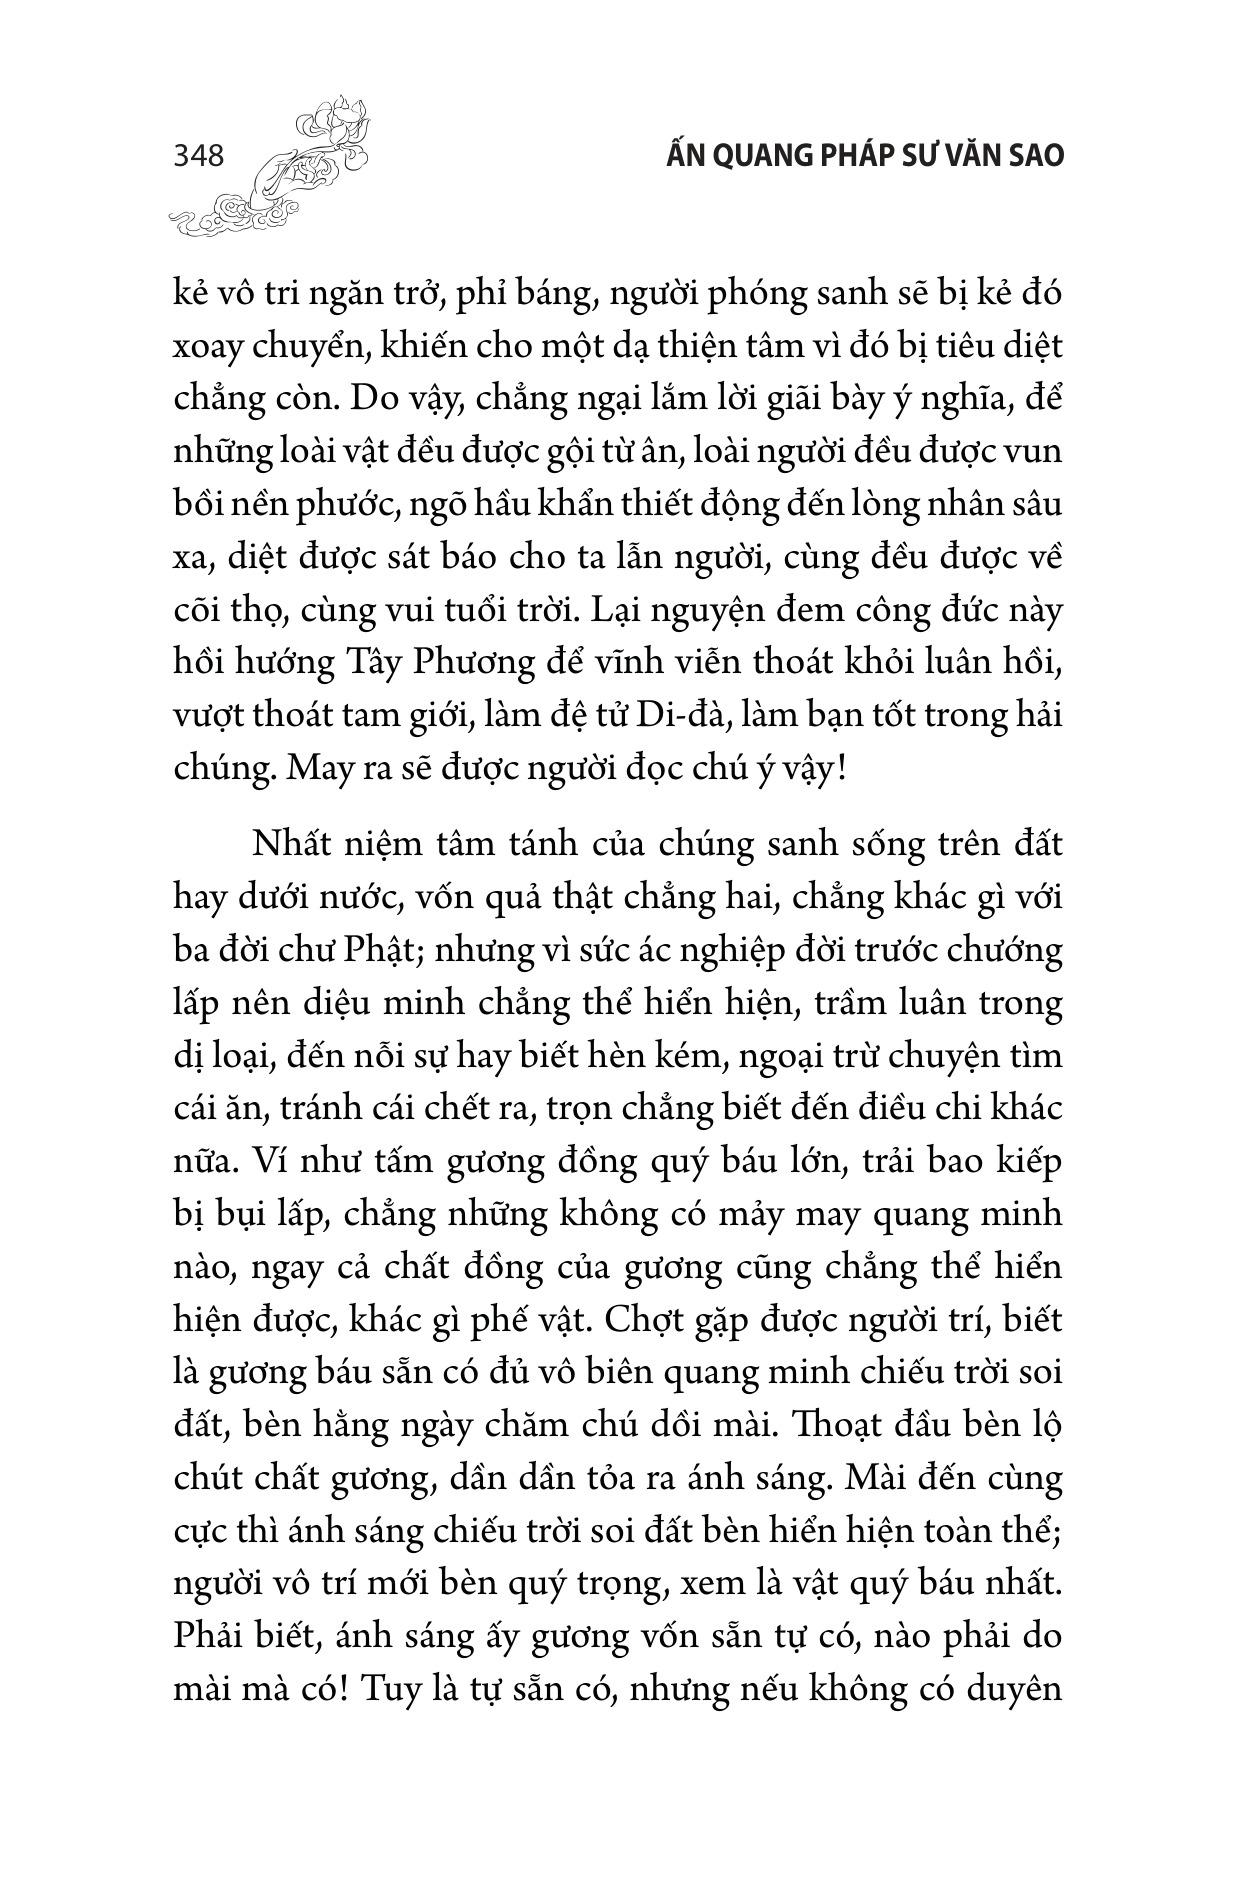 348
ẤN QUANG PHÁP SƯ VĂN SAO
kẻ vô tri ngăn trở, phỉ báng, người phóng sanh sẽ bị kẻ đó
xoay chuyển, khiến cho một dạ thiện tâm vì đó bị tiêu diệt
chẳng còn. Do vậy, chẳng ngại lắm lời giãi bày ý nghĩa, để
những loài vật đều được gội từ ân, loài người đều được vun
bồi nền phước, ngõ hầu khẩn thiết động đến lòng nhân sâu
xa, diệt được sát báo cho ta lẫn người, cùng đều được về
cõi thọ, cùng vui tuổi trời. Lại nguyện đem công đức này
hồi hướng Tây Phương để vĩnh viễn thoát khỏi luân hồi,
vượt thoát tam giới, làm đệ tử Di-đà, làm bạn tốt trong hải
chúng. May ra sẽ được người đọc chú ý vậy!
Nhất niệm tâm tánh của chúng sanh sống trên đất
hay dưới nước, vốn quả thật chẳng hai, chẳng khác gì với
ba đời chư Phật; nhưng vì sức ác nghiệp đời trước chướng
lấp nên diệu minh chẳng thể hiển hiện, trầm luân trong
dị loại, đến nỗi sự hay biết hèn kém, ngoại trừ chuyện tìm
cái ăn, tránh cái chết ra, trọn chẳng biết đến điều chi khác
nữa. Ví như tấm gương đồng quý báu lớn, trải bao kiếp
bị bụi lấp, chẳng những không có mảy may quang minh
nào, ngay cả chất đồng của gương cũng chẳng thể hiển
hiện được, khác gì phế vật. Chợt gặp được người trí, biết
là gương báu sẵn có đủ vô biên quang minh chiếu trời soi
đất, bèn hằng ngày chăm chú dồi mài. Thoạt đầu bèn lộ
chút chất gương, dần dần tỏa ra ánh sáng. Mài đến cùng
cực thì ánh sáng chiếu trời soi đất bèn hiển hiện toàn thể;
người vô trí mới bèn quý trọng, xem là vật quý báu nhất.
Phải biết, ánh sáng ấy gương vốn sẵn tự có, nào phải do
mài mà có! Tuy là tự sẵn có, nhưng nếu không có duyên